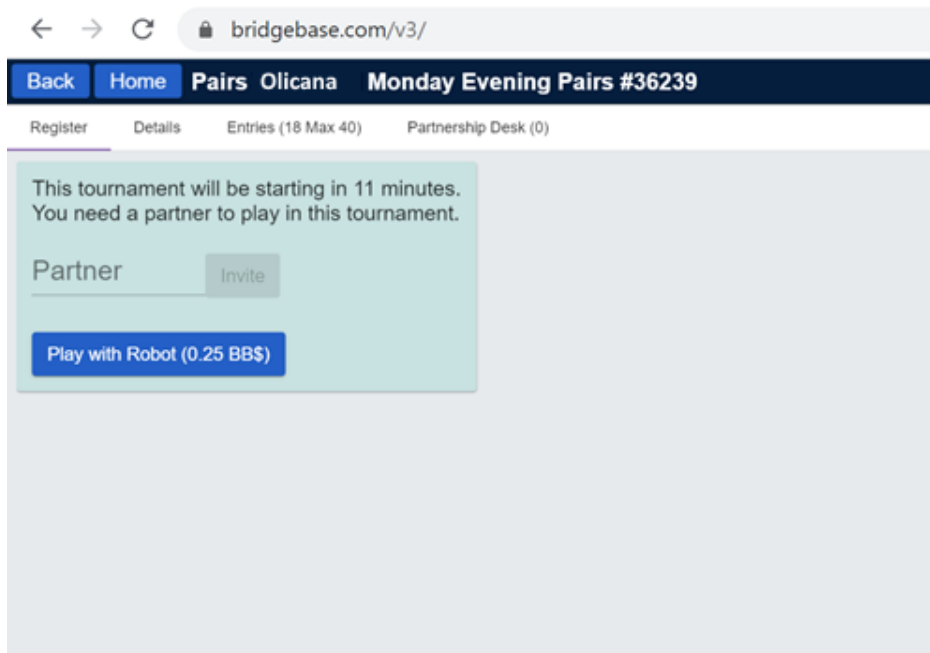 bridgebase.com/v3/
Back Home Pairs Olicana Monday Evening Pairs #36239
Register Details Entries (18 Max 40) Partnership Desk (0)
This tournament will be starting in 11 minutes.
You need a partner to play in this tournament.
Partner Invite
Play with Robot (0.25 BB$)